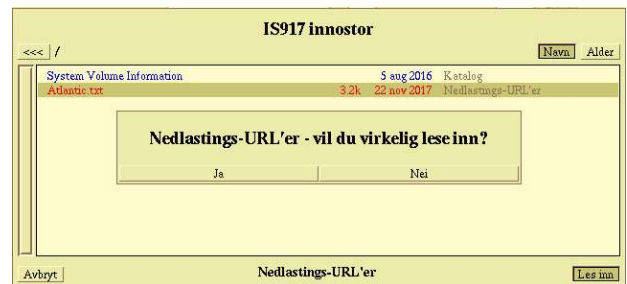 IS917 innostor
<<< / Navn Alder
System Volume Information 5 aug 2016 Katalog
Atlantic.txt 3.2k 22 nov 2017 Nedlastings-URL'er
Nedlastings-URL'er - vil du virkelig lese inn?
Ja Nei
Avbryt Nedlastings-URL'er Les inn